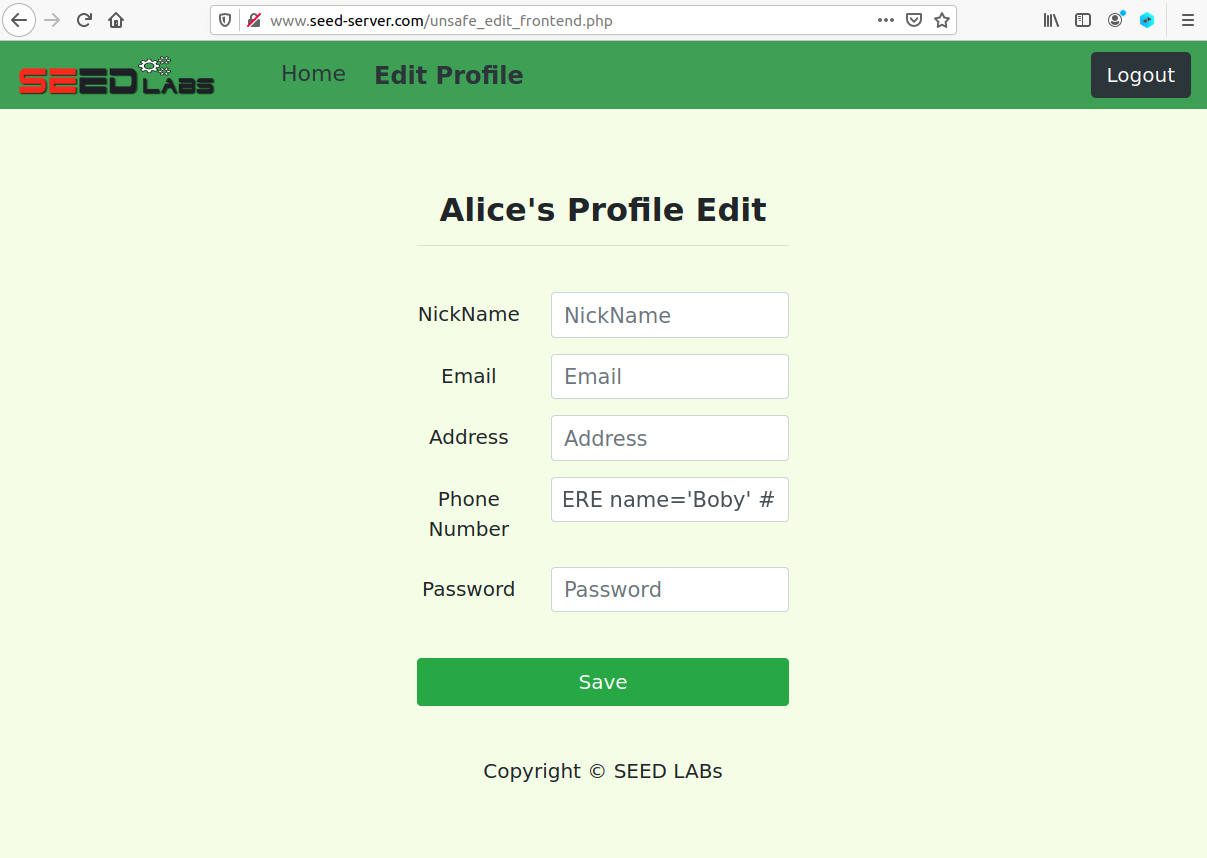 www.seed-server.com/unsafe_edit_frontend.php
SEED LABS
Home
Edit Profile
Logout
Alice's Profile Edit
NickName
NickName
Email
Email
Address
Address
Phone
Number
ERE name='Boby' #
Password
Password
Save
Copyright © SEED LABs